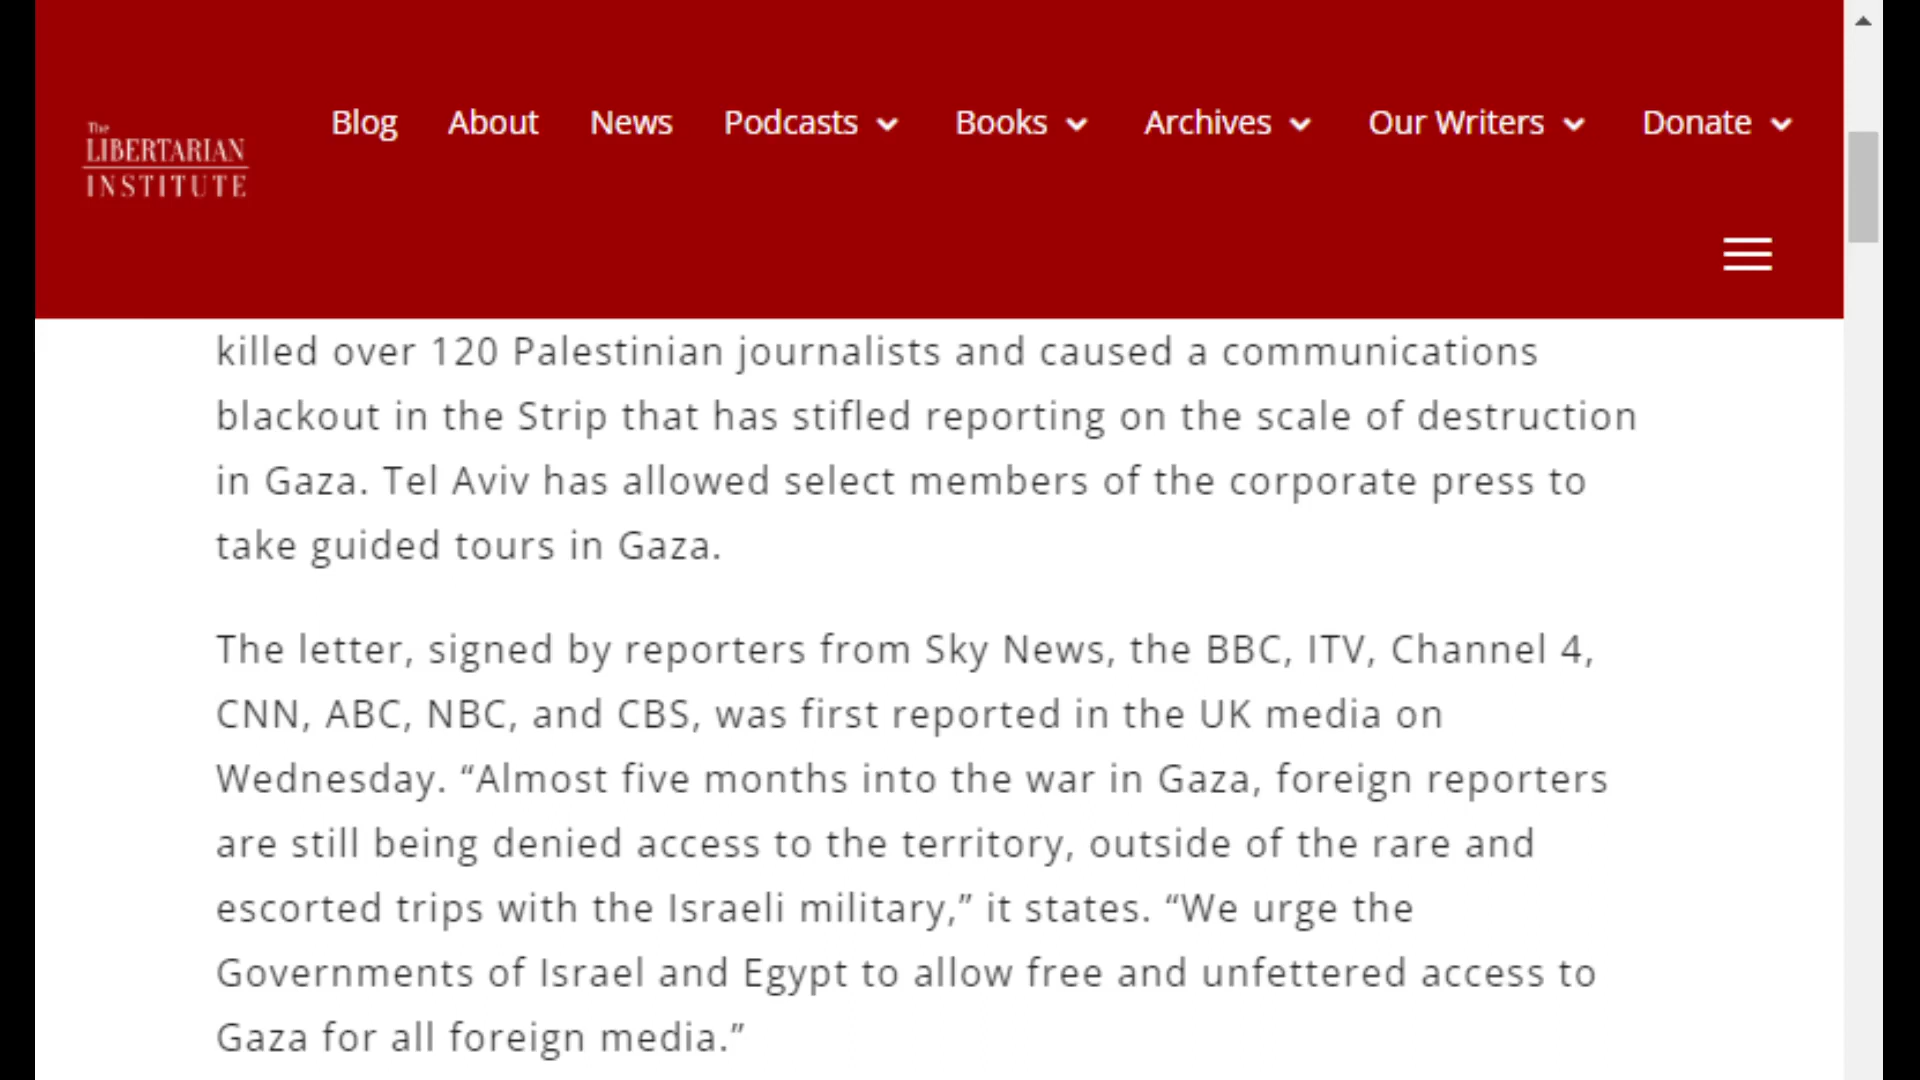 The
LIBERTARIAN
INSTITUTE
Blog About News Podcasts Books Archives Our Writers Donate
killed over 120 Palestinian journalists and caused a communications
blackout in the Strip that has stifled reporting on the scale of destruction
in Gaza. Tel Aviv has allowed select members of the corporate press to
take guided tours in Gaza.
The letter, signed by reporters from Sky News, the BBC, ITV, Channel 4,
CNN, ABC, NBC, and CBS, was first reported in the UK media on
Wednesday. “Almost five months into the war in Gaza, foreign reporters
are still being denied access to the territory, outside of the rare and
escorted trips with the Israeli military,” it states. “We urge the
Governments of Israel and Egypt to allow free and unfettered access to
Gaza for all foreign media.”